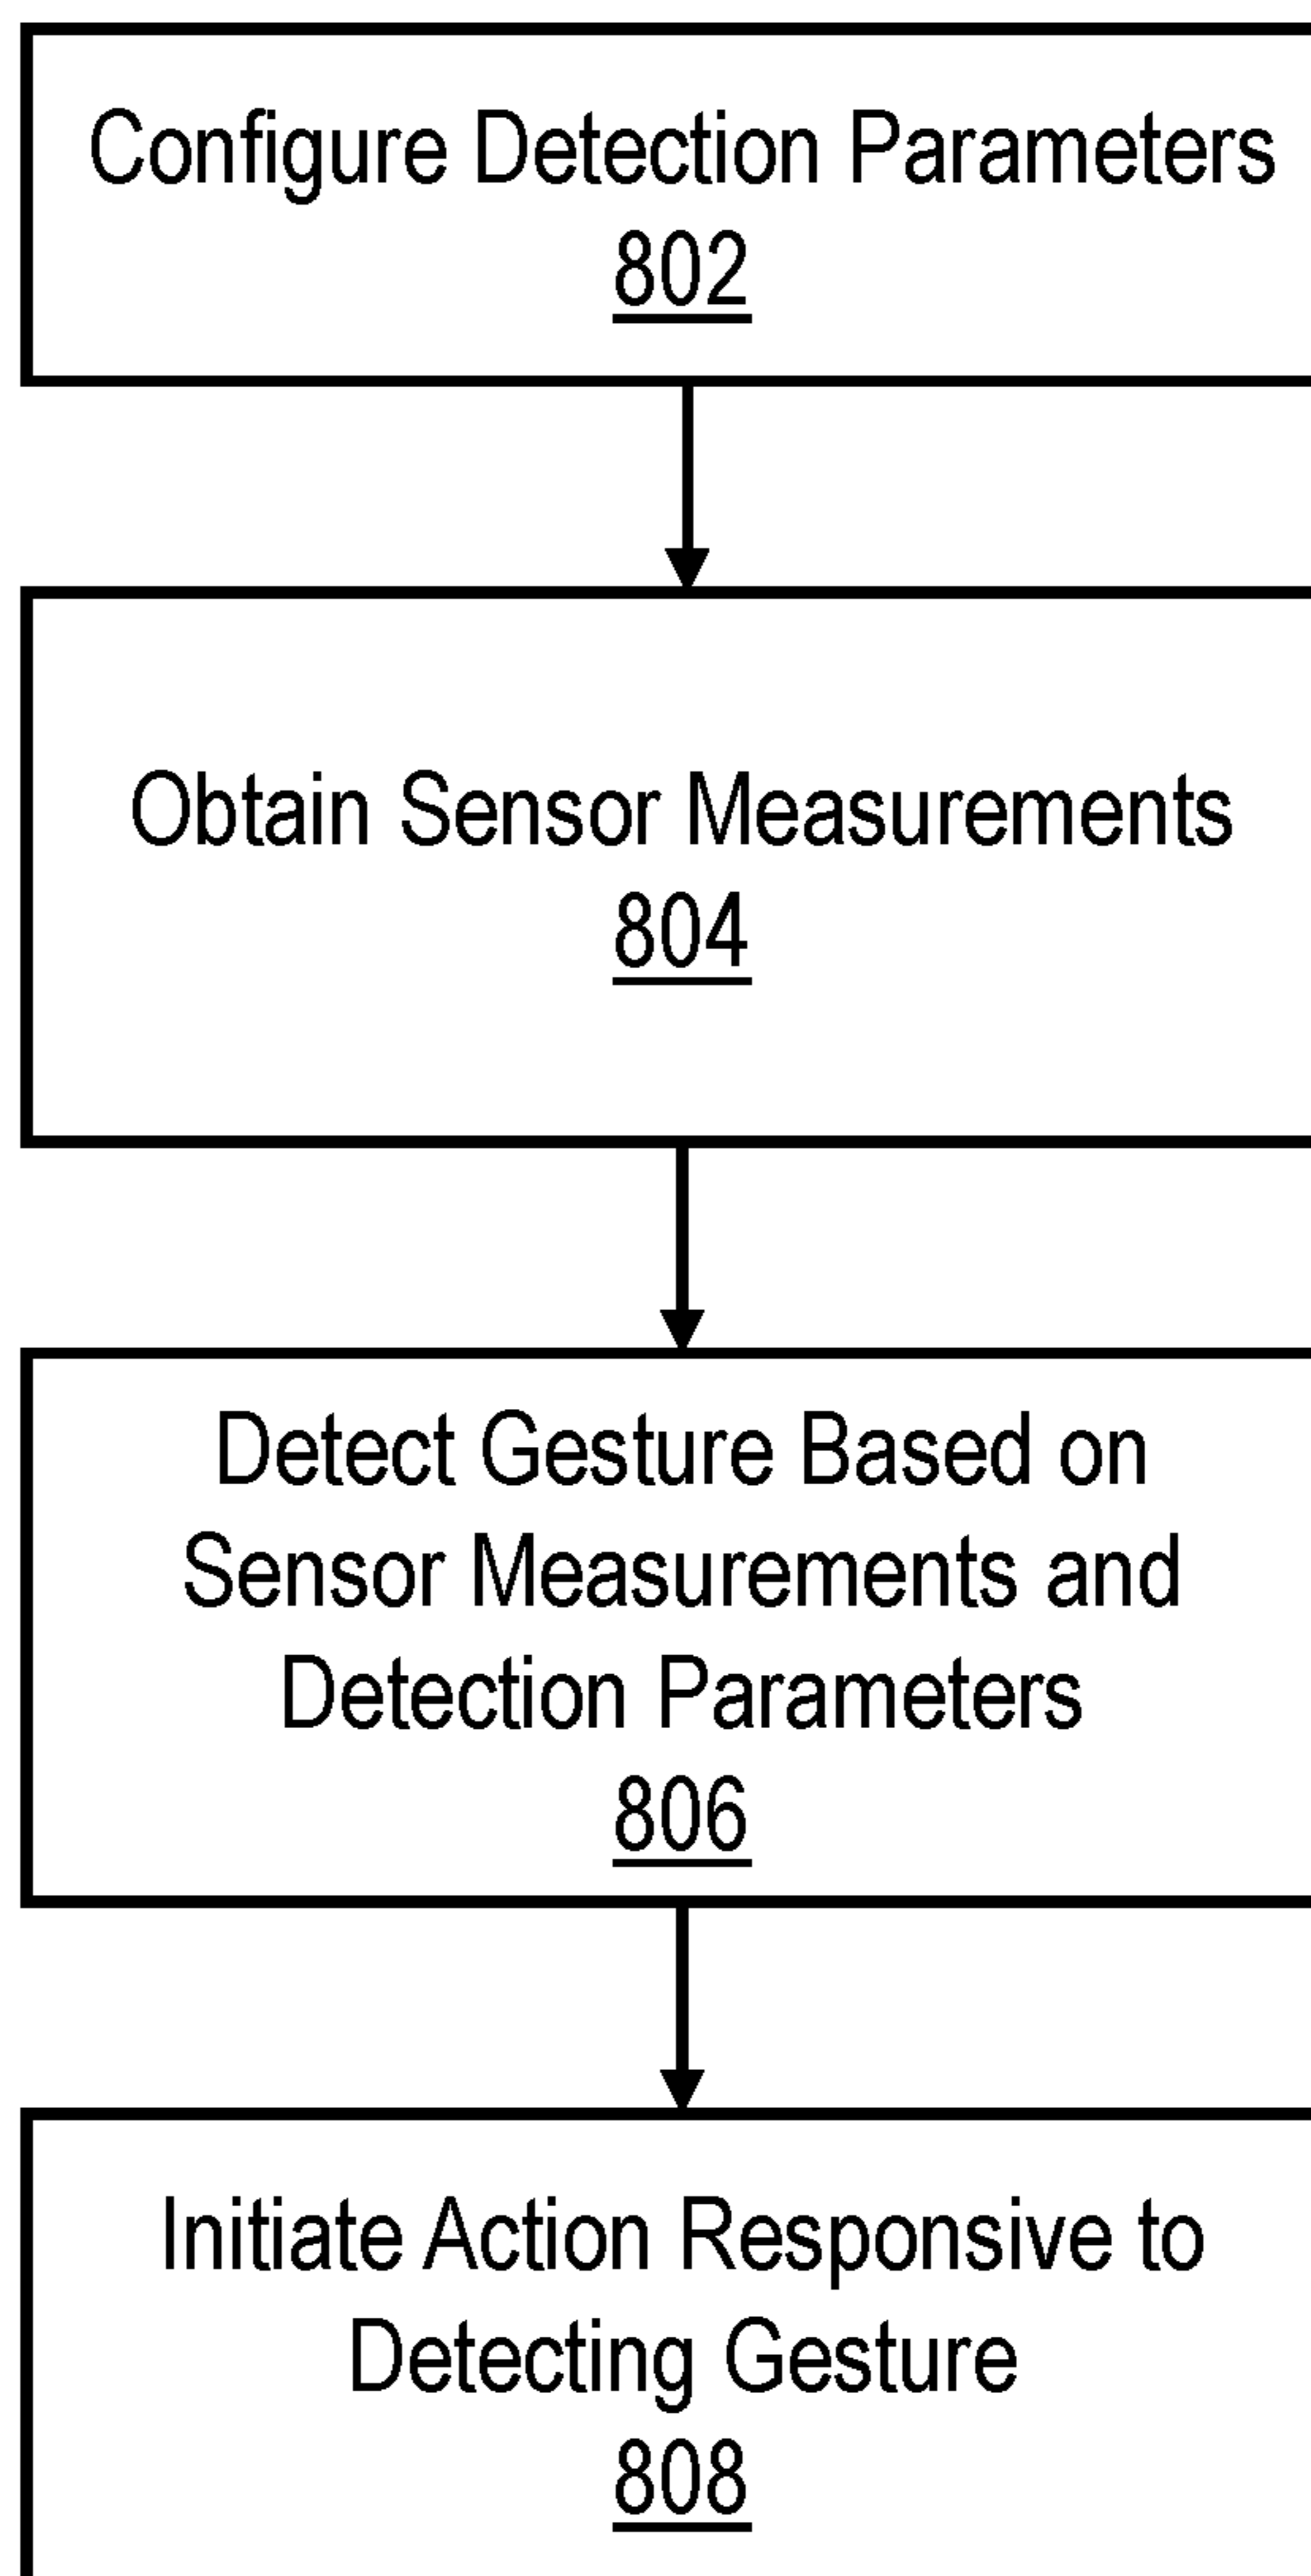 Configure Detection Parameters
802
Obtain Sensor Measurements
804
Detect Gesture Based on
Sensor Measurements and
Detection Parameters
806
Initiate Action Responsive to
Detecting Gesture
808